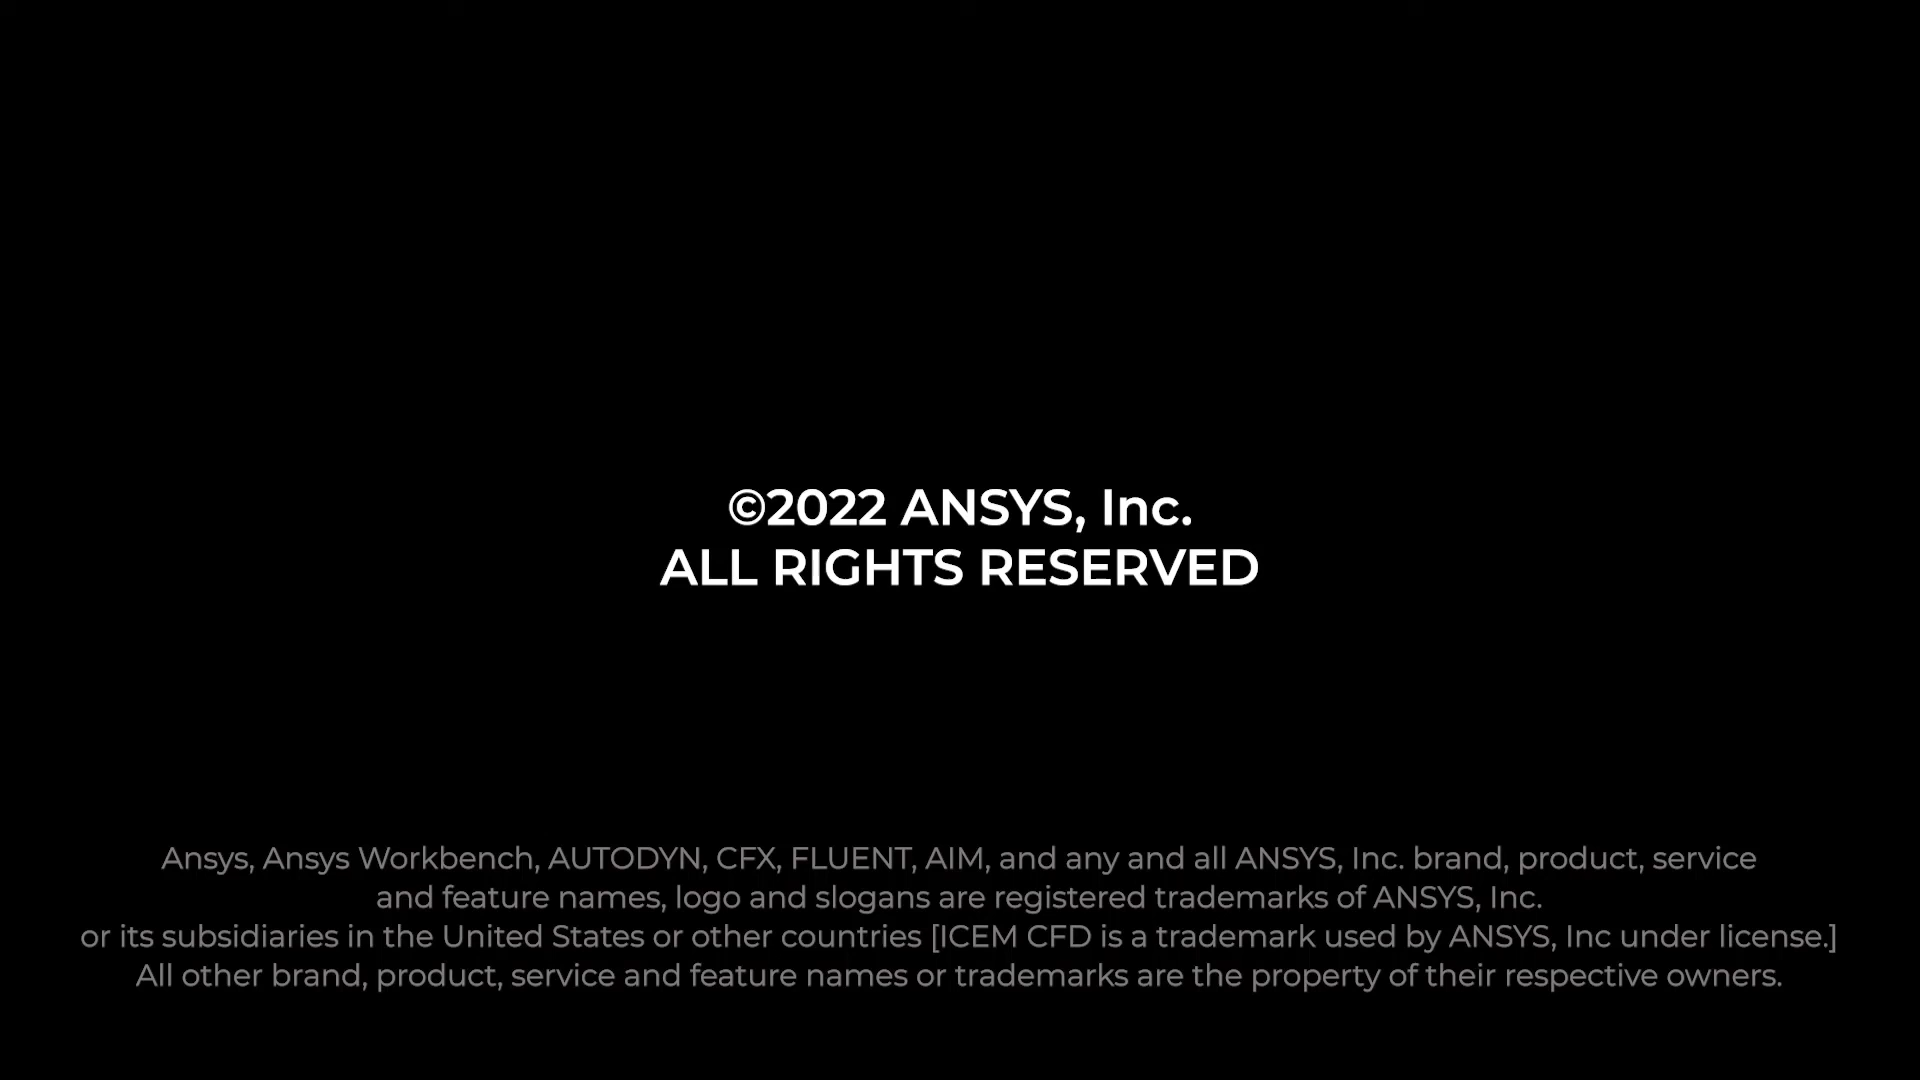 ©2022 ANSYS, Inc.
ALL RIGHTS RESERVED
Ansys, Ansys Workbench, AUTODYN, CFX, FLUENT, AIM, and any and all ANSYS, Inc. brand, product, service
and feature names, logo and slogans are registered trademarks of ANSYS, Inc.
or its subsidiaries in the United States or other countries [ICEM CFD is a trademark used by ANSYS, Inc under license.]
All other brand, product, service and feature names or trademarks are the property of their respective owners.